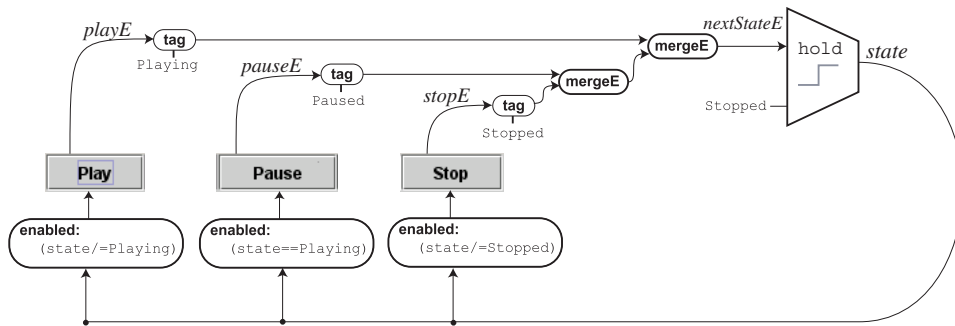 playE
tag
Playing
pauseE
tag
Paused
stopE
tag
Stopped
mergeE
mergeE
nextStateE
hold
state
Stopped
Play
Pause
Stop
enabled:
(state/=Playing)
enabled:
(state==Playing)
enabled:
(state/=Stopped)